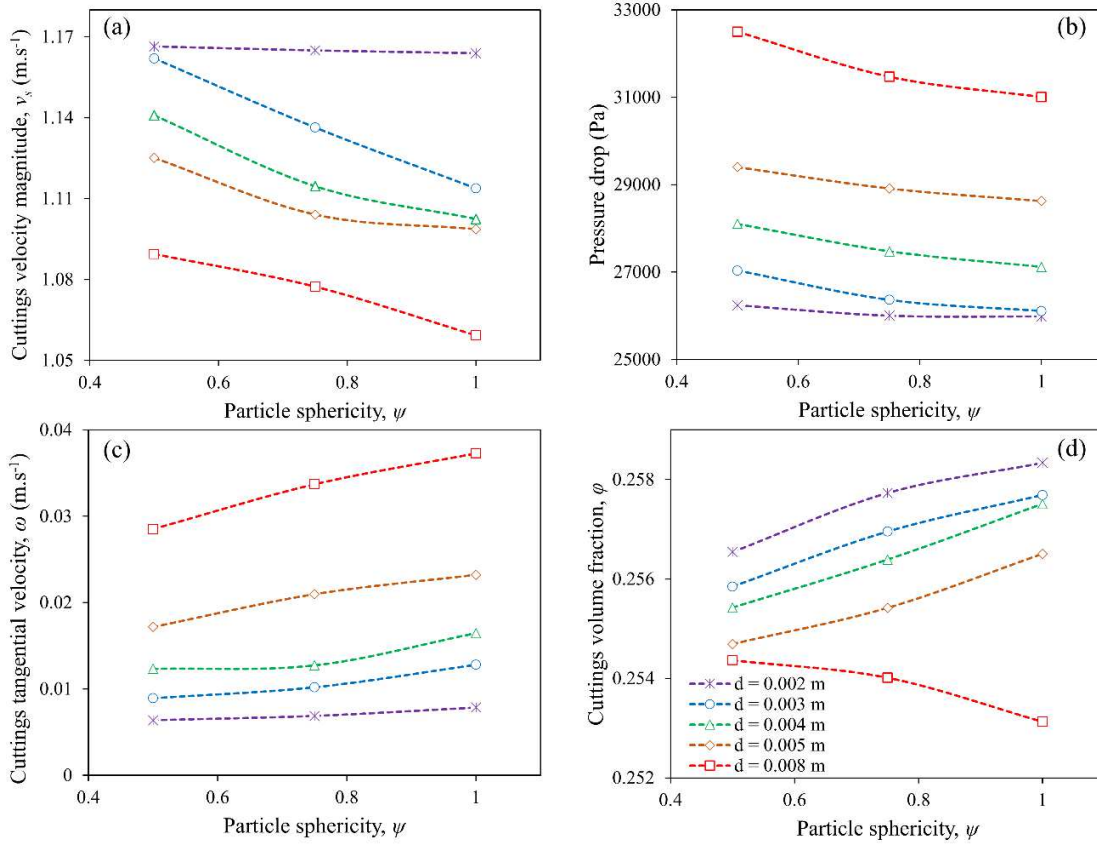 (a)
Cuttings velocity magnitude, vₛ (m.s⁻¹)
1.17
1.14
1.11
1.08
1.05
0.4
0.6
0.8
1
Particle sphericity, ψ
(b)
Pressure drop (Pa)
33000
31000
29000
27000
25000
0.4
0.6
0.8
1
Particle sphericity, ψ
(c)
Cuttings tangential velocity, ω (m.s⁻¹)
0.04
0.03
0.02
0.01
0
0.4
0.6
0.8
1
Particle sphericity, ψ
(d)
Cuttings volume fraction, φ
0.258
0.256
0.254
0.252
d = 0.002 m
d = 0.003 m
d = 0.004 m
d = 0.005 m
d = 0.008 m
0.4
0.6
0.8
1
Particle sphericity, ψ